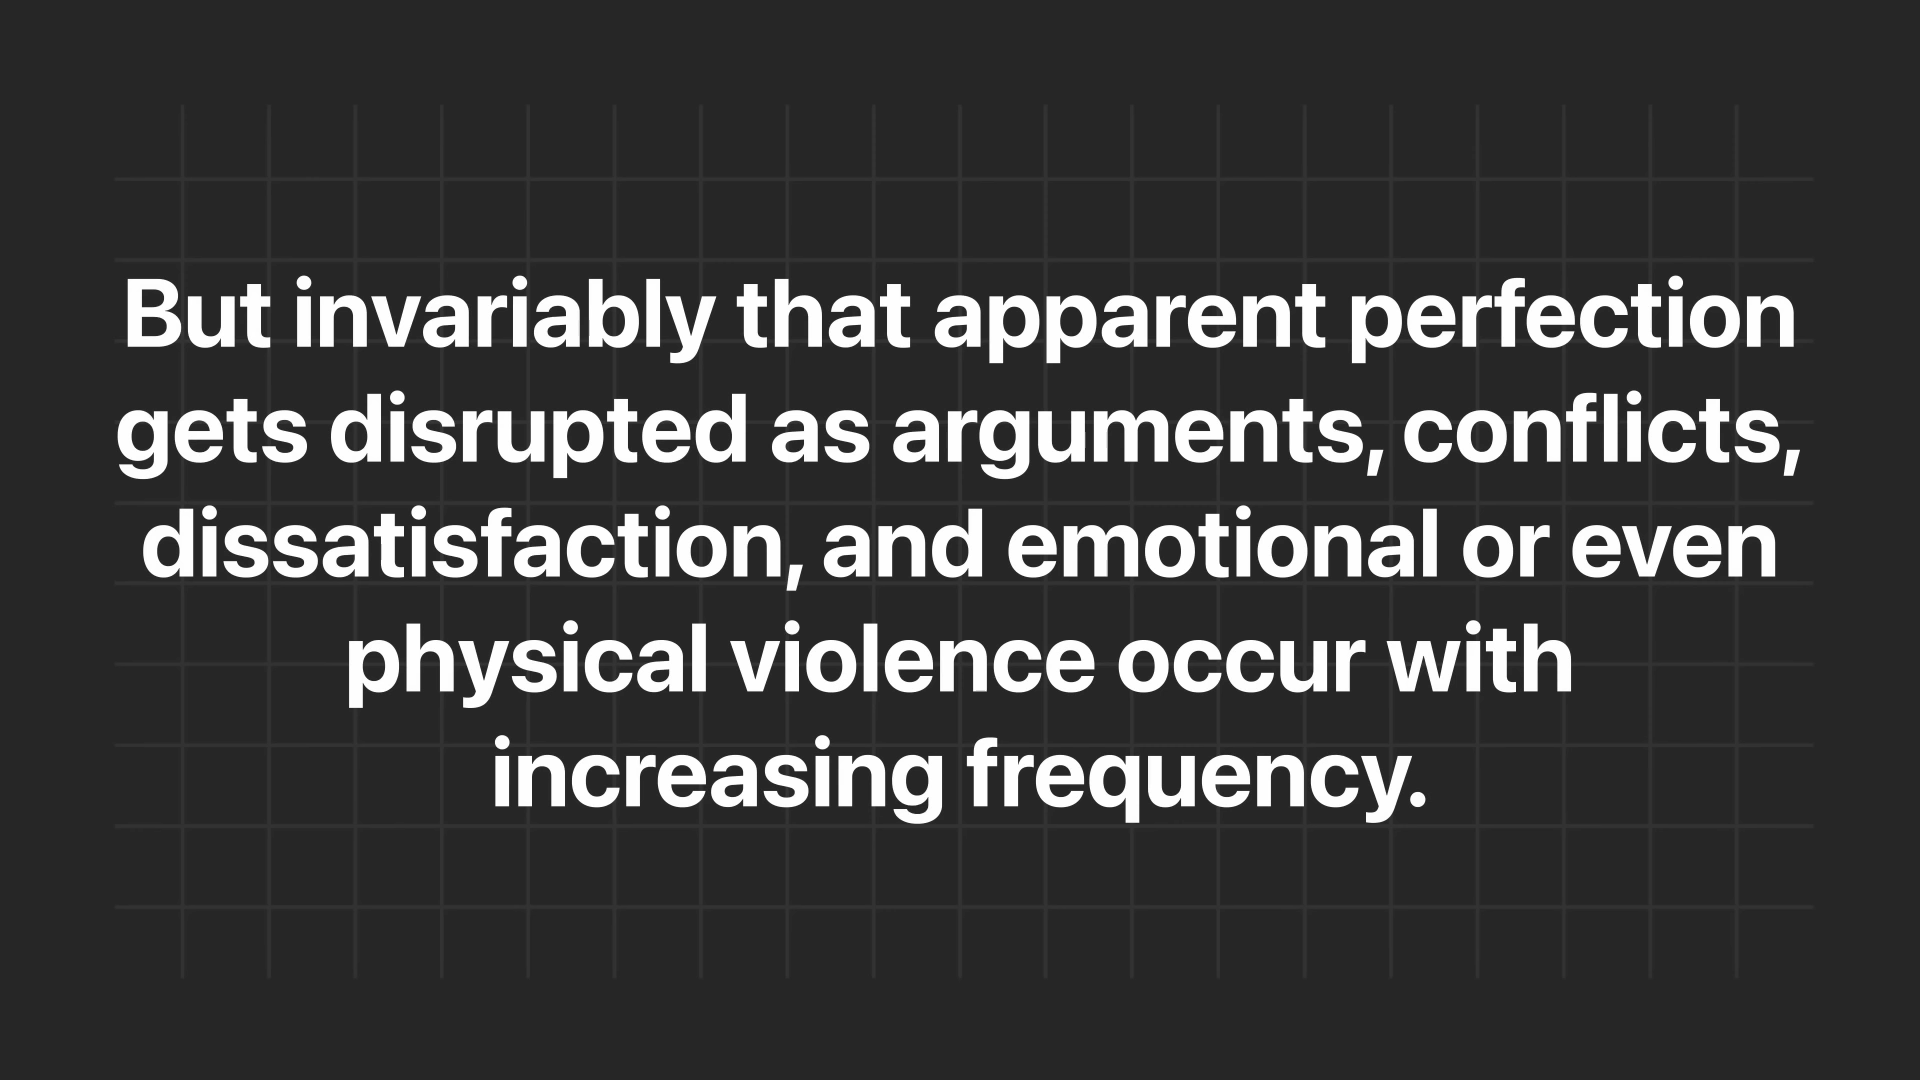 But invariably that apparent perfection
gets disrupted as arguments, conflicts,
dissatisfaction, and emotional or even
physical violence occur with
increasing frequency.